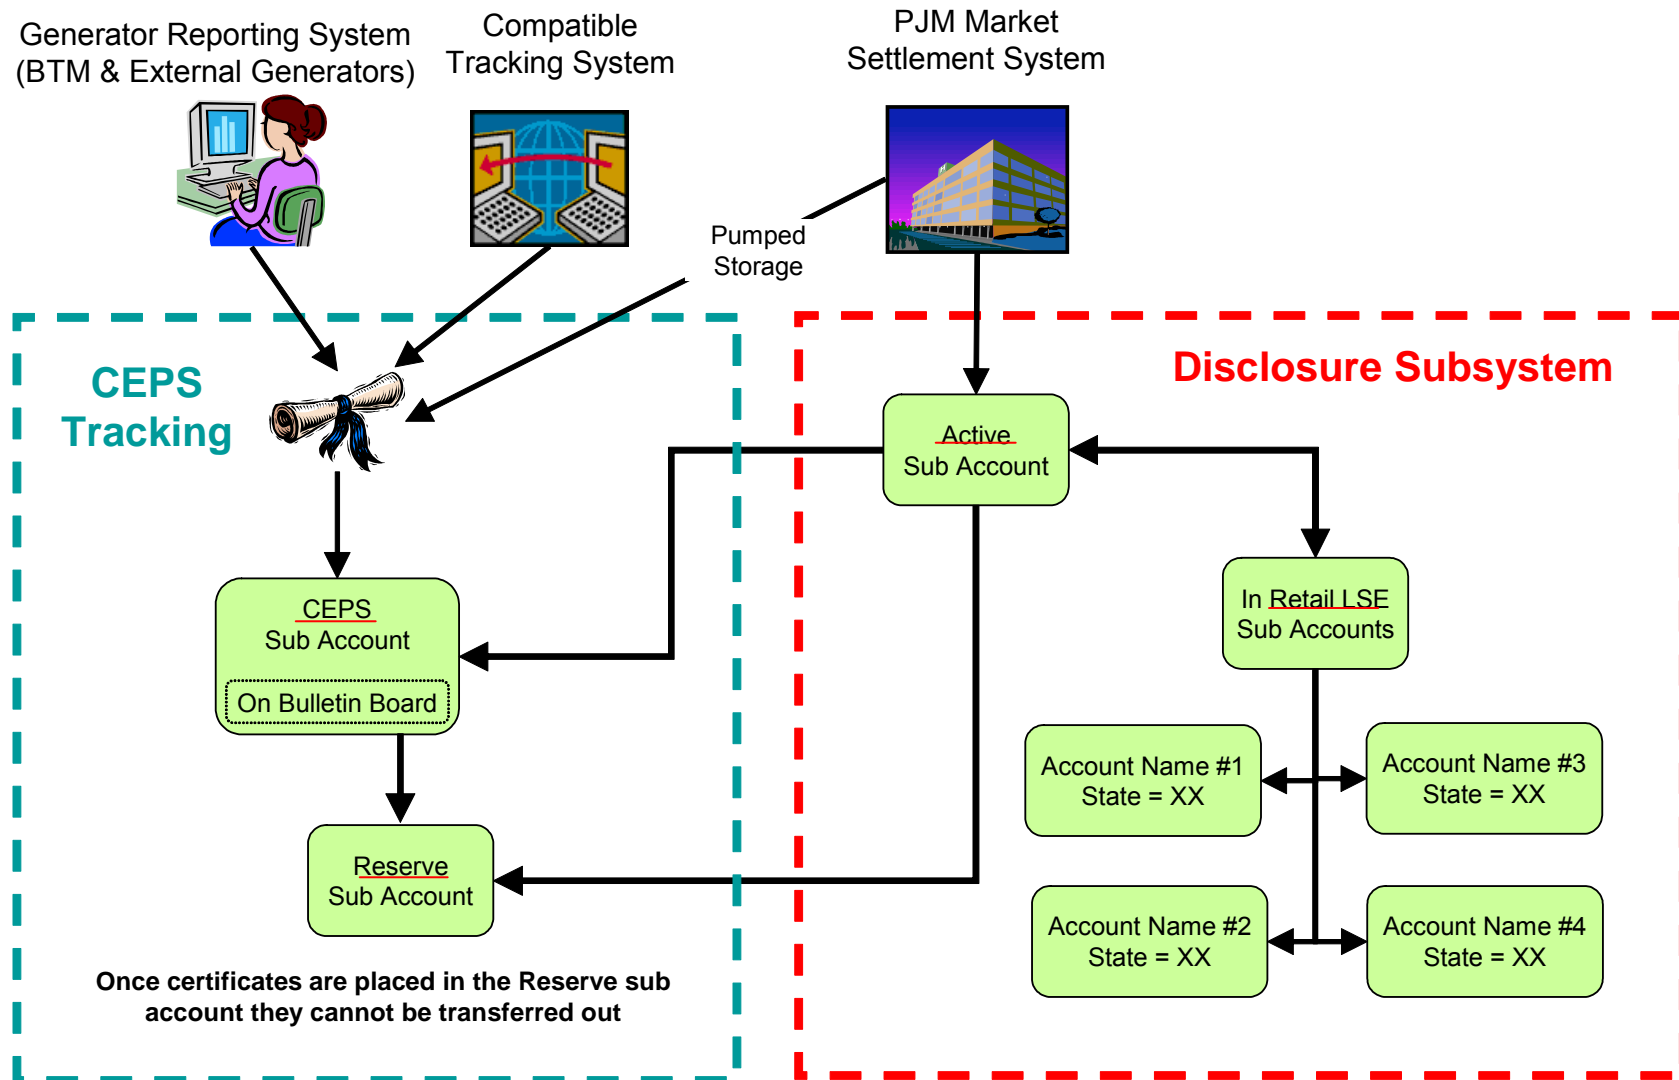 Generator Reporting System
(BTM & External Generators)
Compatible
Tracking System
PJM Market
Settlement System
Pumped
Storage
CEPS
Tracking
Disclosure Subsystem
Active
Sub Account
CEPS
Sub Account
On Bulletin Board
In Retail LSE
Sub Accounts
Account Name #1
State = XX
Account Name #3
State = XX
Reserve
Sub Account
Account Name #2
State = XX
Account Name #4
State = XX
Once certificates are placed in the Reserve sub
account they cannot be transferred out